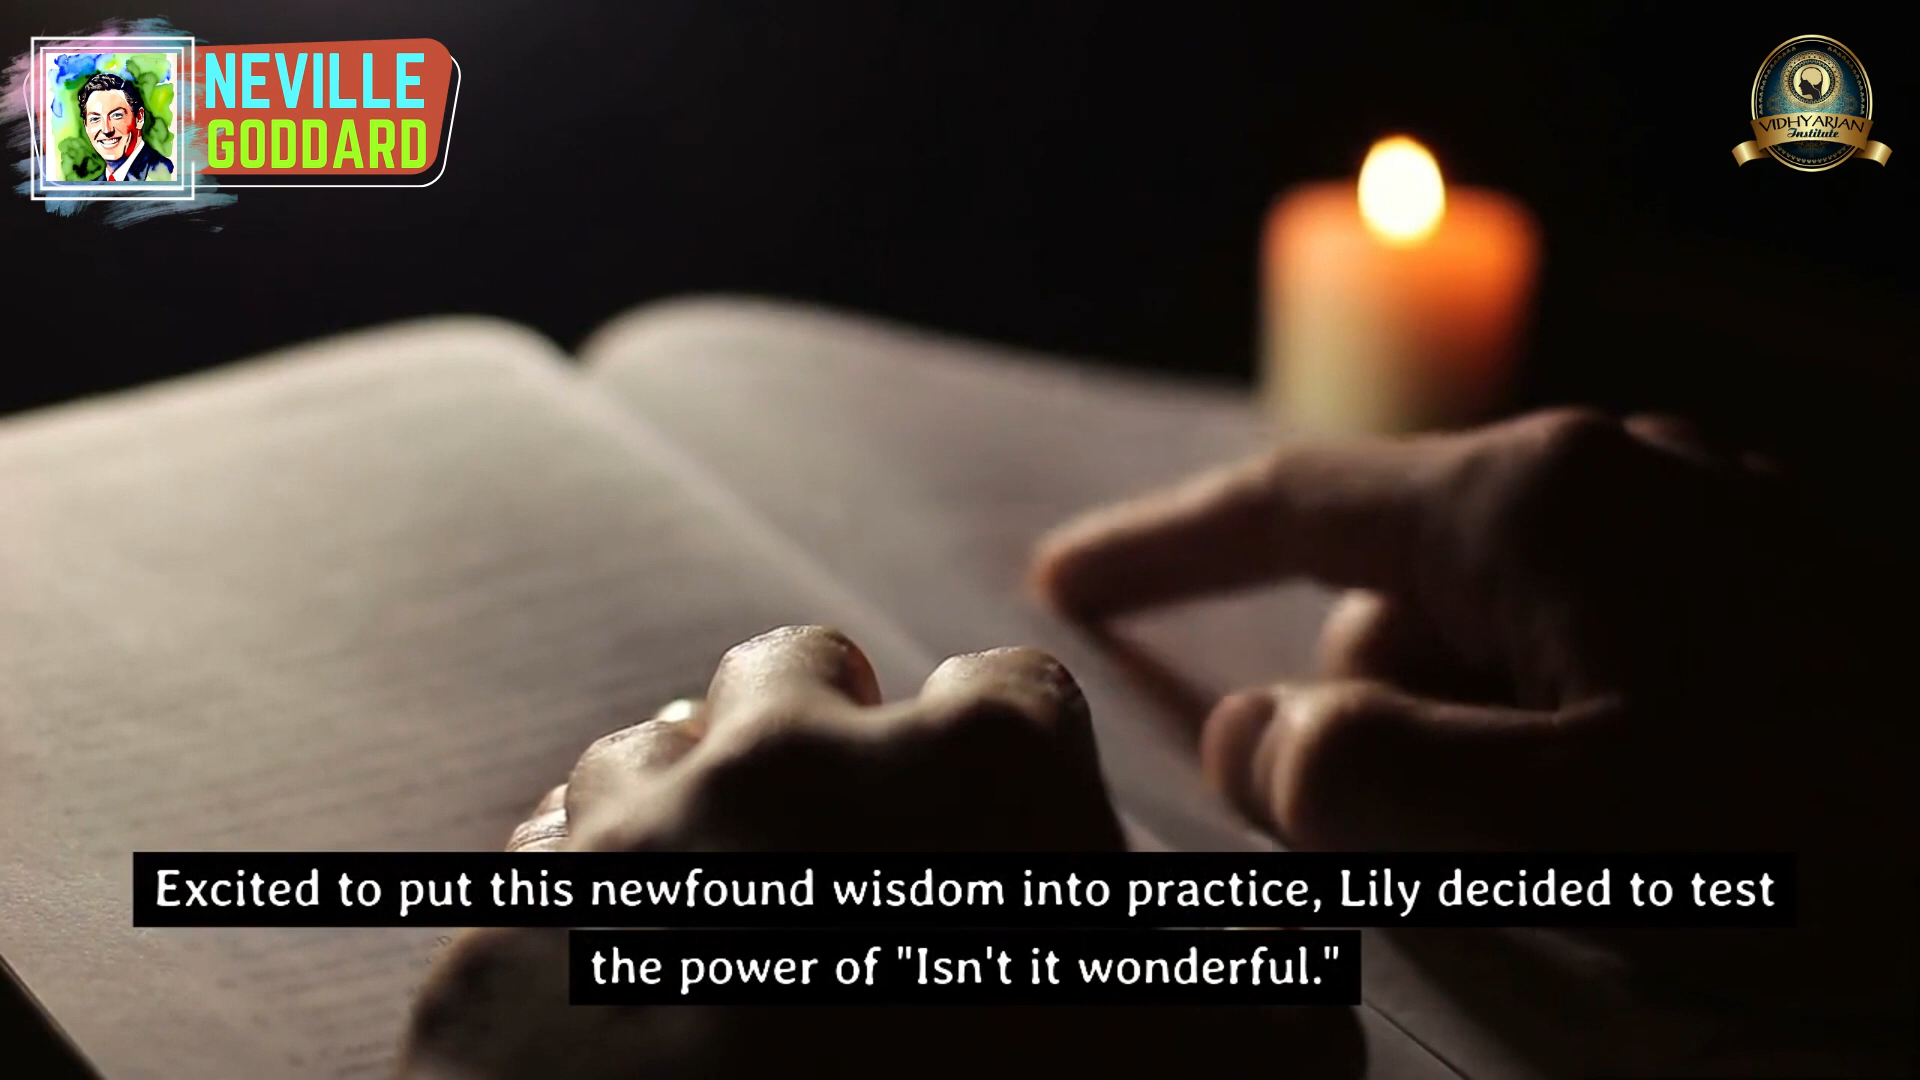 NEVILLE
GODDARD
VIDHYARJAN
Institute
Excited to put this newfound wisdom into practice, Lily decided to test
the power of "Isn't it wonderful."